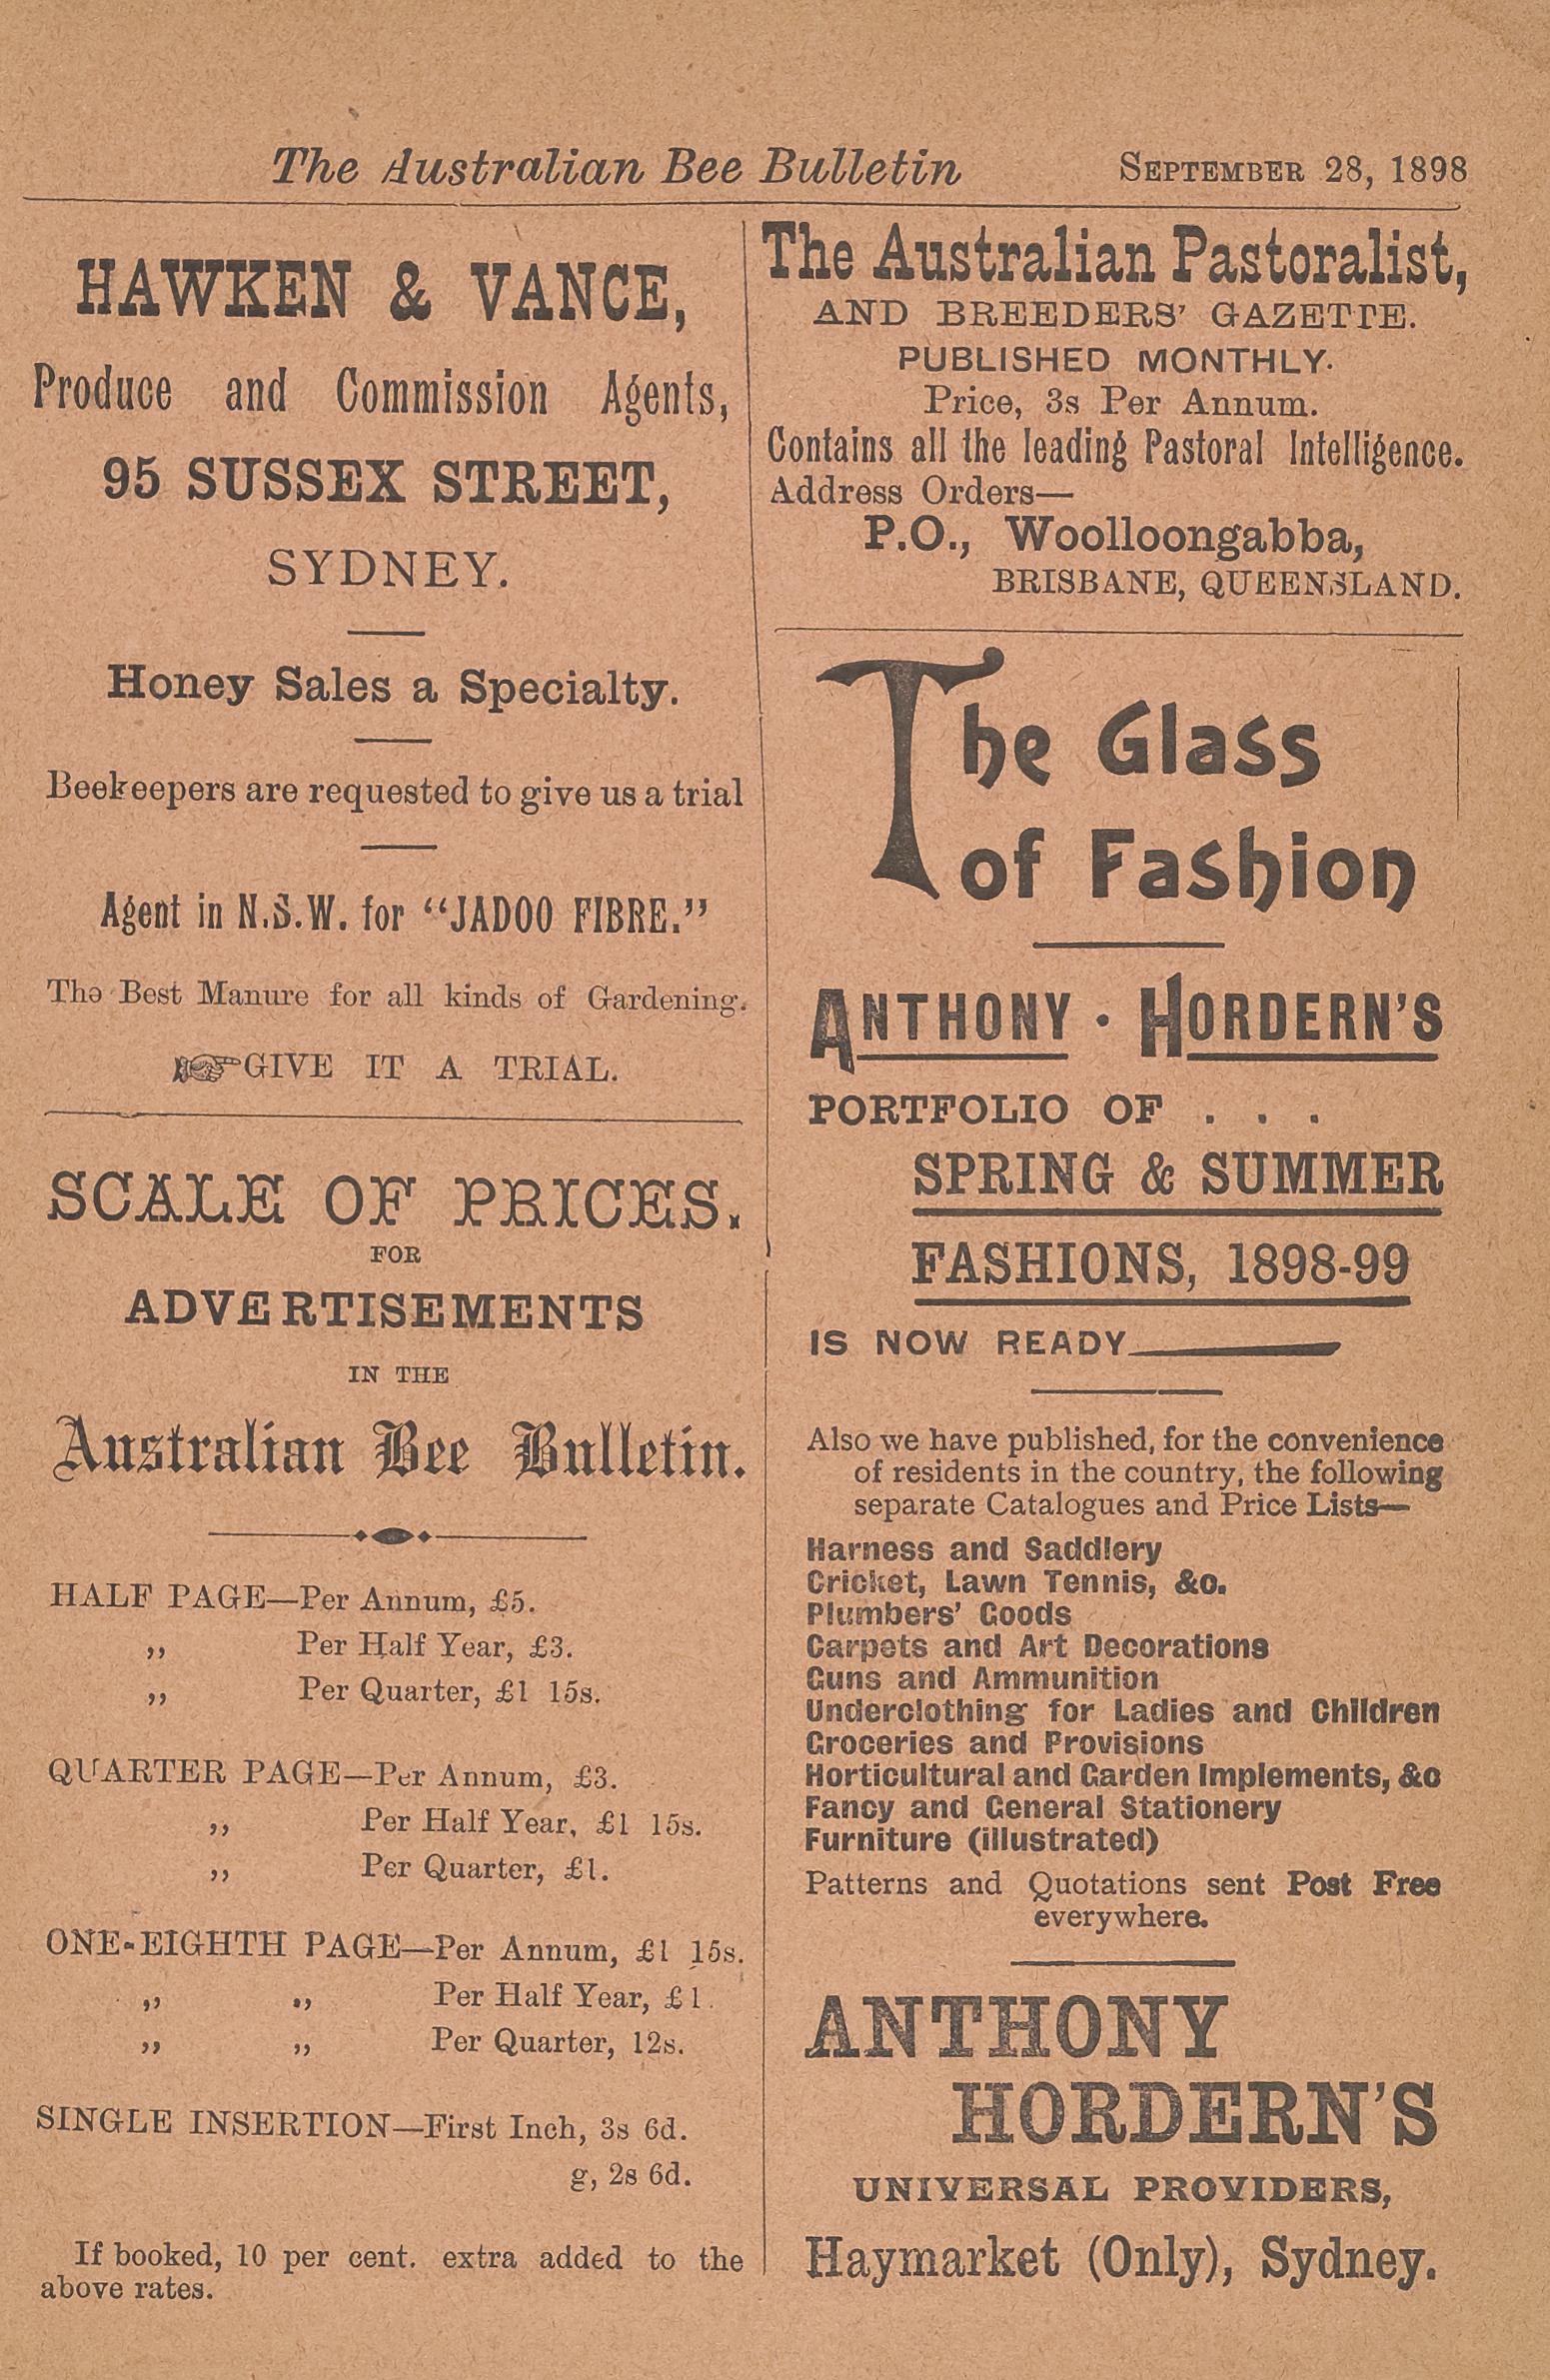 The Australian Bee Bulletin SEPTEMBER 28, 1898
HAWKEN & VANCE,
Produce and Commission Agents,
95 SUSSEX STREET,
SYDNEY.
Honey Sales a Specialty.
Beekeepers are requested to give us a trial
Agent in N.S.W. for “JADOO FIBRE.”
The Best Manure for all kinds of Gardening.
☞GIVE IT A TRIAL.
SCALE OF PRICES.
FOR
ADVERTISEMENTS
IN THE
Australian Bee Bulletin.
HALF PAGE—Per Annum, £5.
„ Per Half Year, £3.
„ Per Quarter, £1 15s.
QUARTER PAGE—Per Annum, £3.
„ Per Half Year, £1 15s.
„ Per Quarter, £1.
ONE-EIGHTH PAGE—Per Annum, £1 15s.
„ „ Per Half Year, £1.
„ „ Per Quarter, 12s.
SINGLE INSERTION—First Inch, 3s 6d.
g, 2s 6d.
If booked, 10 per cent. extra added to the
above rates.
The Australian Pastoralist,
AND BREEDERS’ GAZETTE.
PUBLISHED MONTHLY.
Price, 3s Per Annum.
Contains all the leading Pastoral Intelligence.
Address Orders—
P.O., Woolloongabba,
BRISBANE, QUEENSLAND.
The Glass
of Fashion
ANTHONY · HORDERN’S
PORTFOLIO OF . . .
SPRING & SUMMER
FASHIONS, 1898-99
IS NOW READY
Also we have published, for the convenience
of residents in the country, the following
separate Catalogues and Price Lists—
Harness and Saddlery
Cricket, Lawn Tennis, &c.
Plumbers’ Goods
Carpets and Art Decorations
Guns and Ammunition
Underclothing for Ladies and Children
Groceries and Provisions
Horticultural and Garden Implements, &c
Fancy and General Stationery
Furniture (illustrated)
Patterns and Quotations sent Post Free
everywhere.
ANTHONY
HORDERN’S
UNIVERSAL PROVIDERS,
Haymarket (Only), Sydney.